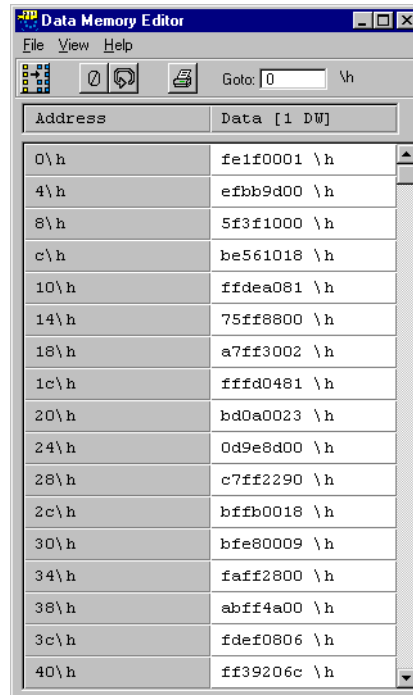 Data Memory Editor
File View Help
Goto: 0 \h
Address Data [1 DW]
0\h fe1f0001 \h
4\h efbb9d00 \h
8\h 5f3f1000 \h
c\h be561018 \h
10\h ffdea081 \h
14\h 75ff8800 \h
18\h a7ff3002 \h
1c\h fffd0481 \h
20\h bd0a0023 \h
24\h 0d9e8d00 \h
28\h c7ff2290 \h
2c\h bffb0018 \h
30\h bfe80009 \h
34\h faff2800 \h
38\h abff4a00 \h
3c\h fdef0806 \h
40\h ff39206c \h